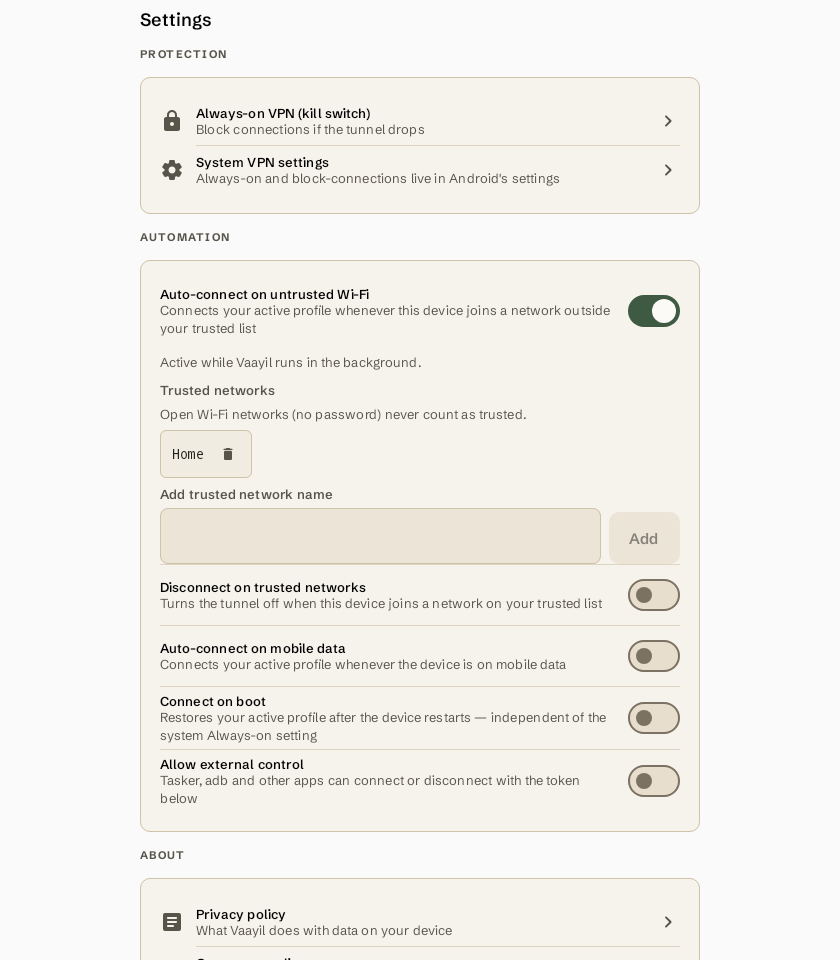 Settings
PROTECTION
Always-on VPN (kill switch)
Block connections if the tunnel drops
System VPN settings
Always-on and block-connections live in Android's settings
AUTOMATION
Auto-connect on untrusted Wi-Fi
Connects your active profile whenever this device joins a network outside
your trusted list
Active while Vaayil runs in the background.
Trusted networks
Open Wi-Fi networks (no password) never count as trusted.
Home
Add trusted network name
Add
Disconnect on trusted networks
Turns the tunnel off when this device joins a network on your trusted list
Auto-connect on mobile data
Connects your active profile whenever the device is on mobile data
Connect on boot
Restores your active profile after the device restarts — independent of the
system Always-on setting
Allow external control
Tasker, adb and other apps can connect or disconnect with the token
below
ABOUT
Privacy policy
What Vaayil does with data on your device